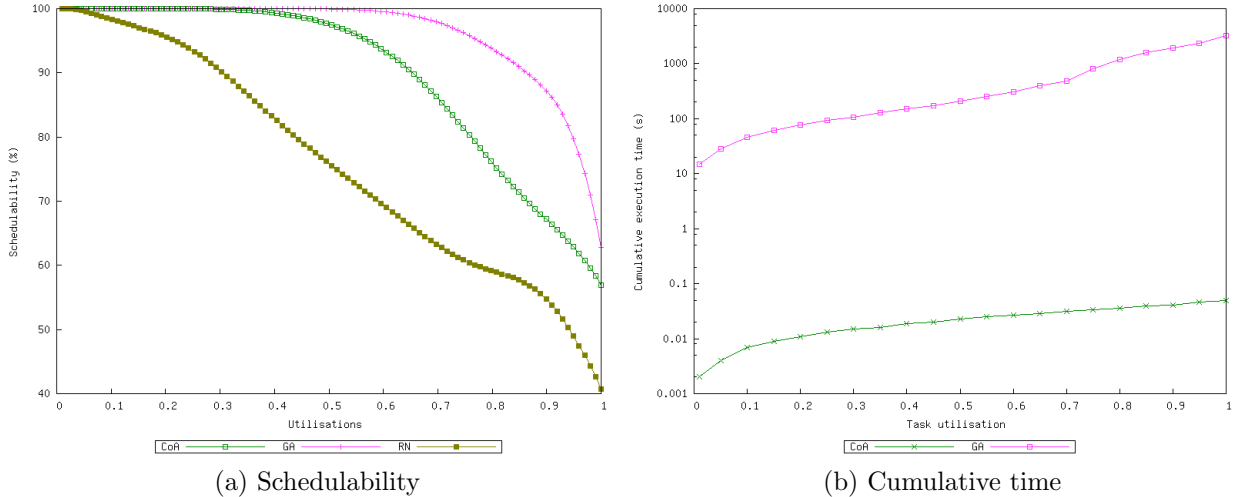 100
90
80
70
60
50
40
Schedulability (%)
0 0.1 0.2 0.3 0.4 0.5 0.6 0.7 0.8 0.9 1
Utilisations
CoA GA RN
(a) Schedulability
10000
1000
100
10
1
0.1
0.01
0.001
Cumulative execution time (s)
0 0.1 0.2 0.3 0.4 0.5 0.6 0.7 0.8 0.9 1
Task utilisation
CoA GA
(b) Cumulative time